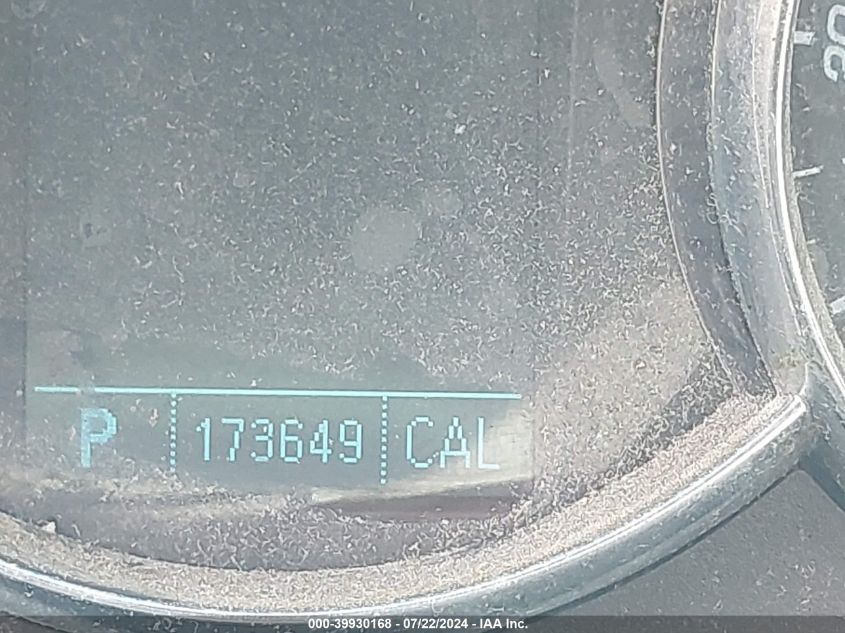 P 173649 CAL
000-39930168 - 07/22/2024 - IAA Inc.